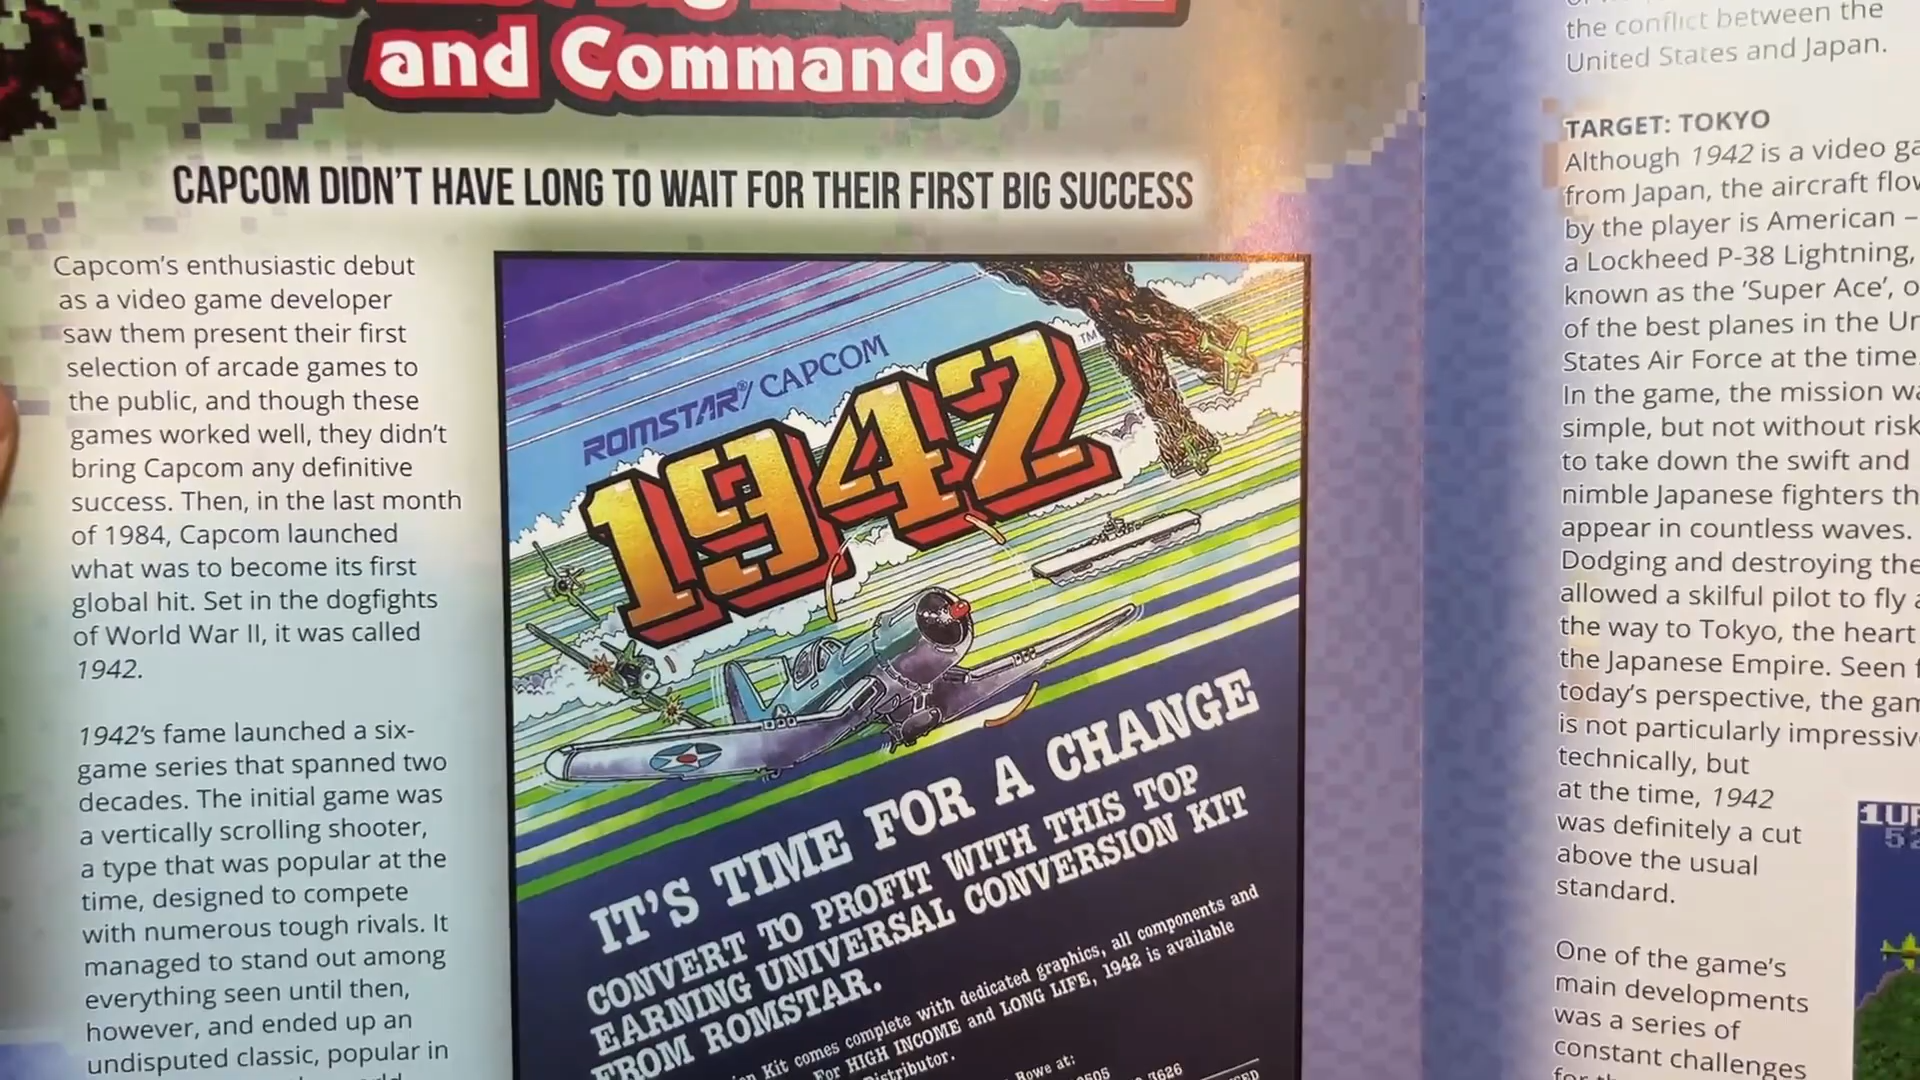 and Commando
CAPCOM DIDN'T HAVE LONG TO WAIT FOR THEIR FIRST BIG SUCCESS
Capcom's enthusiastic debut
as a video game developer
saw them present their first
selection of arcade games to
the public, and though these
games worked well, they didn't
bring Capcom any definitive
success. Then, in the last month
of 1984, Capcom launched
what was to become its first
global hit. Set in the dogfights
of World War II, it was called
1942.
1942's fame launched a six-
game series that spanned two
decades. The initial game was
a vertically scrolling shooter,
a type that was popular at the
time, designed to compete
with numerous tough rivals. It
managed to stand out among
everything seen until then,
however, and ended up an
undisputed classic, popular in
ROMSTAR®/CAPCOM
1942™
IT'S TIME FOR A CHANGE
CONVERT TO PROFIT WITH THIS TOP
EARNING UNIVERSAL CONVERSION KIT
FROM ROMSTAR.
Kit comes complete with dedicated graphics, all components and
For HIGH INCOME and LONG LIFE, 1942 is available
Distributor.
Rowe at:
the conflict between the
United States and Japan.
TARGET: TOKYO
Although 1942 is a video
from Japan, the aircraft
by the player is American –
a Lockheed P-38 Lightning,
known as the 'Super Ace',
of the best planes in the
States Air Force at the time
In the game, the mission
simple, but not without risk
to take down the swift and
nimble Japanese fighters
appear in countless waves.
Dodging and destroying
allowed a skilful pilot to fly
the way to Tokyo, the heart
the Japanese Empire. Seen
today's perspective, the
is not particularly
technically, but
at the time, 1942
was definitely a cut
above the usual
standard.
One of the game's
main developments
was a series of
constant challenges
1UP